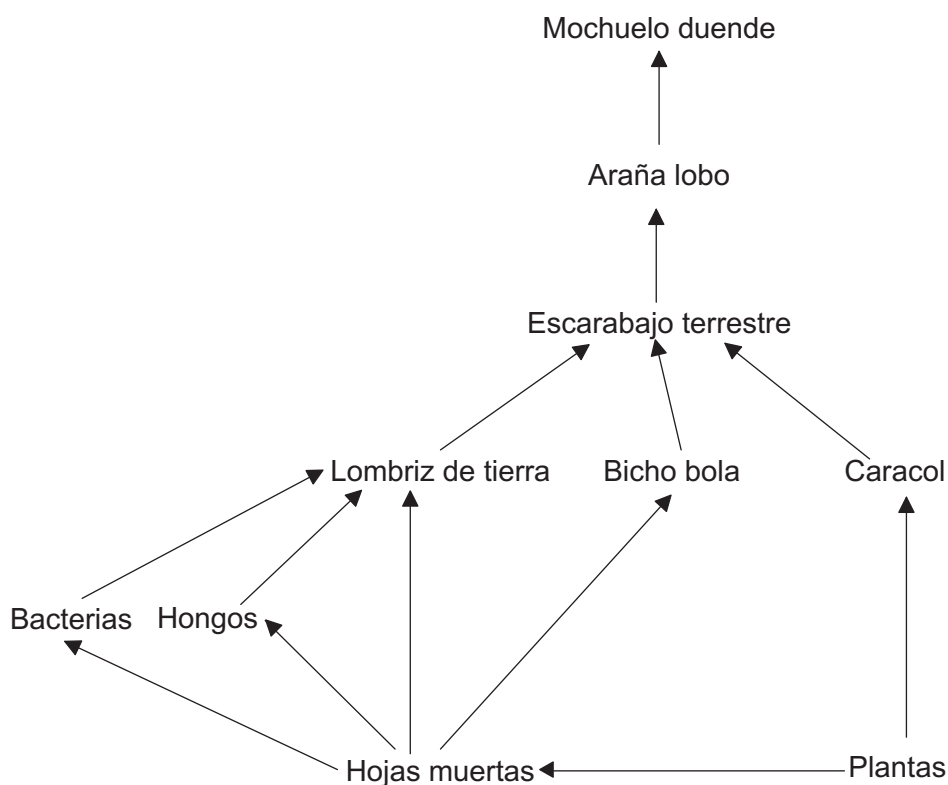 Mochuelo duende
Araña lobo
Escarabajo terrestre
Lombriz de tierra
Bicho bola
Caracol
Bacterias
Hongos
Hojas muertas
Plantas